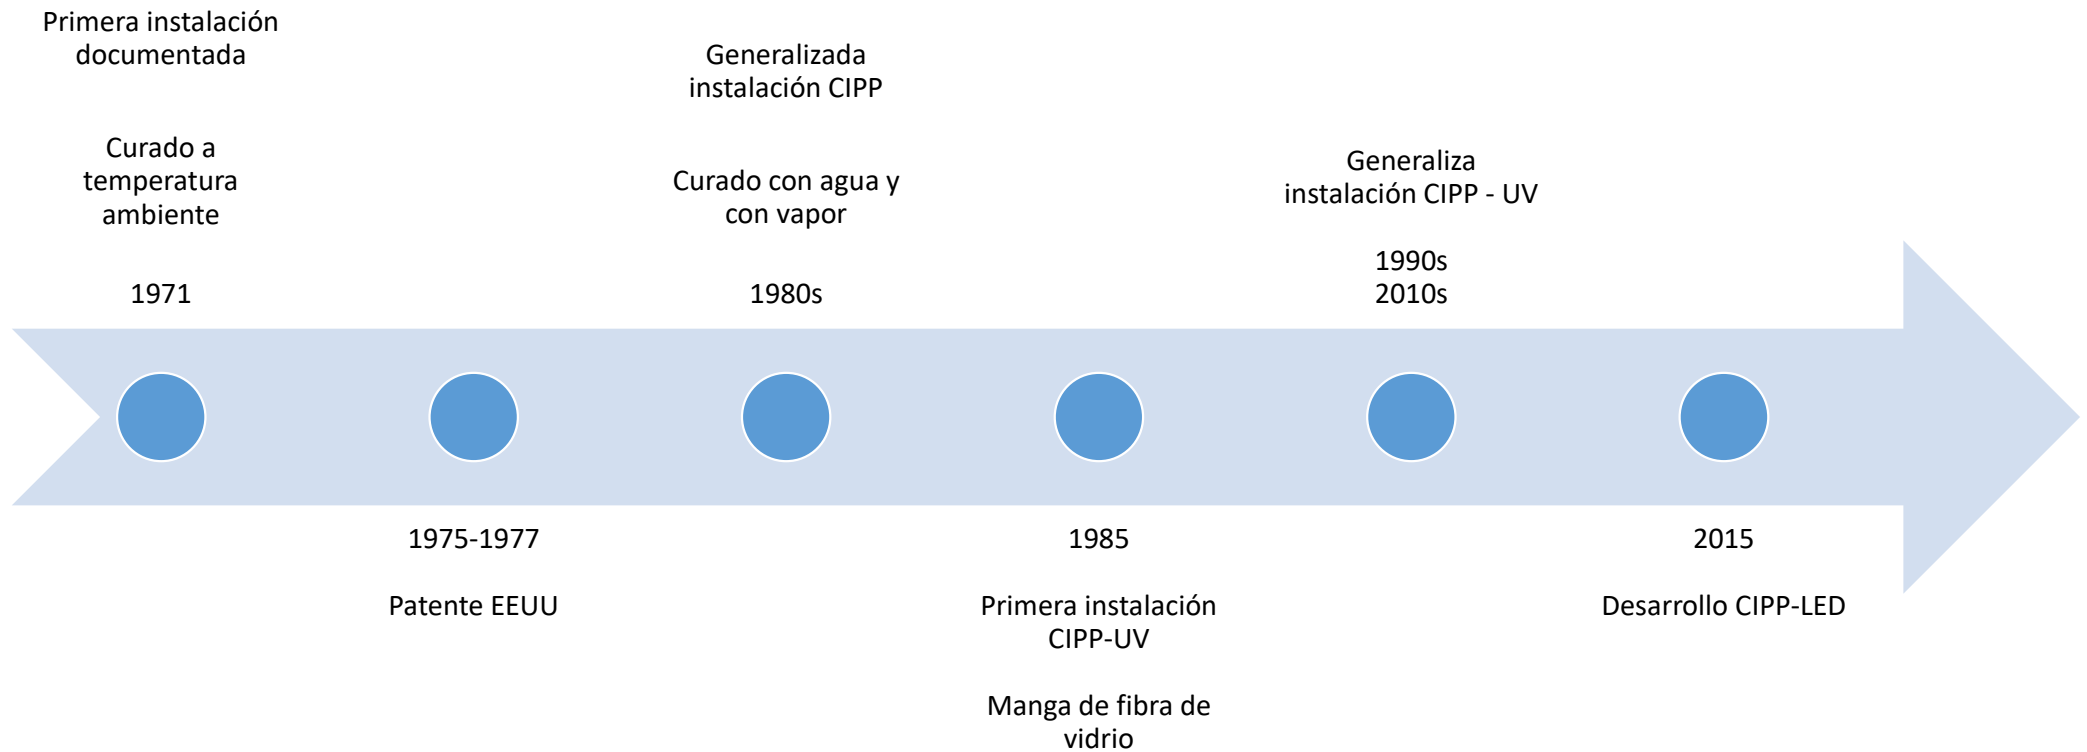 Primera instalación
documentada
Curado a
temperatura
ambiente
1971
1975-1977
Patente EEUU
Generalizada
instalación CIPP
Curado con agua y
con vapor
1980s
1985
Primera instalación
CIPP-UV
Manga de fibra de
vidrio
Generaliza
instalación CIPP - UV
1990s
2010s
2015
Desarrollo CIPP-LED